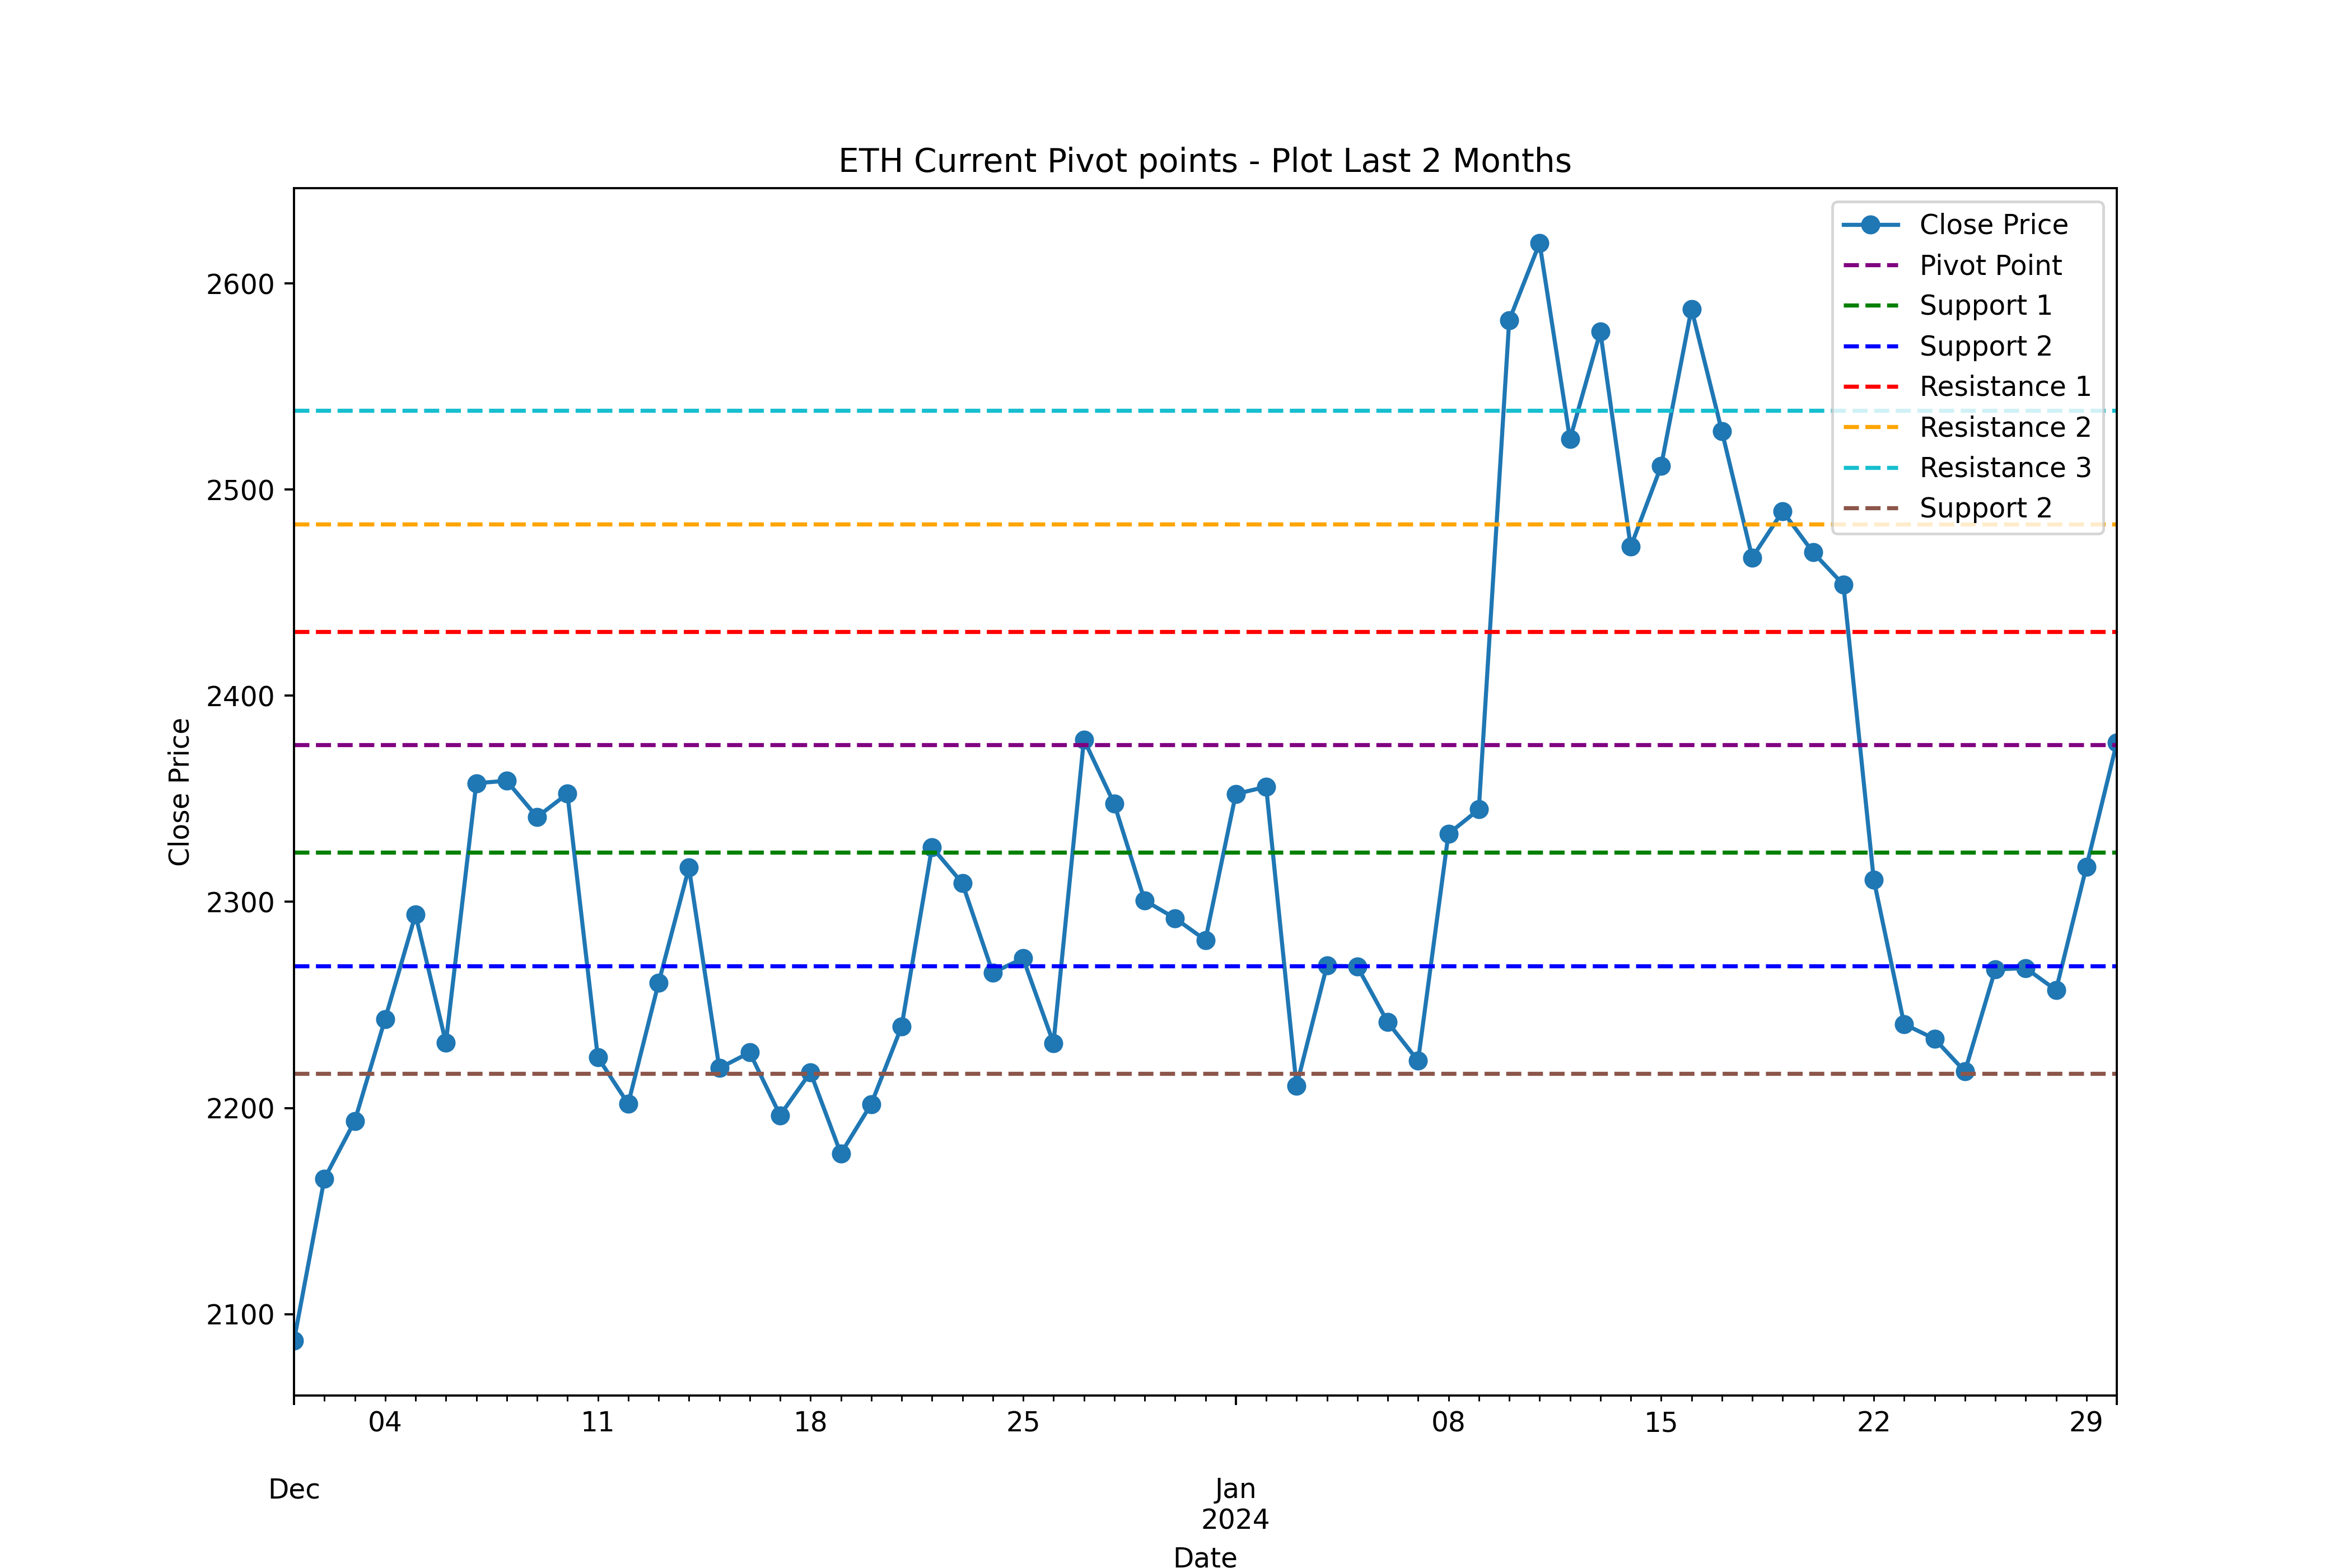 ETH Current Pivot points - Plot Last 2 Months
Close Price
Pivot Point
Support 1
Support 2
Resistance 1
Resistance 2
Resistance 3
Support 2
2600
2500
2400
2300
2200
2100
Close Price
04 11 18 25 08 15 22 29
Dec Jan
2024
Date